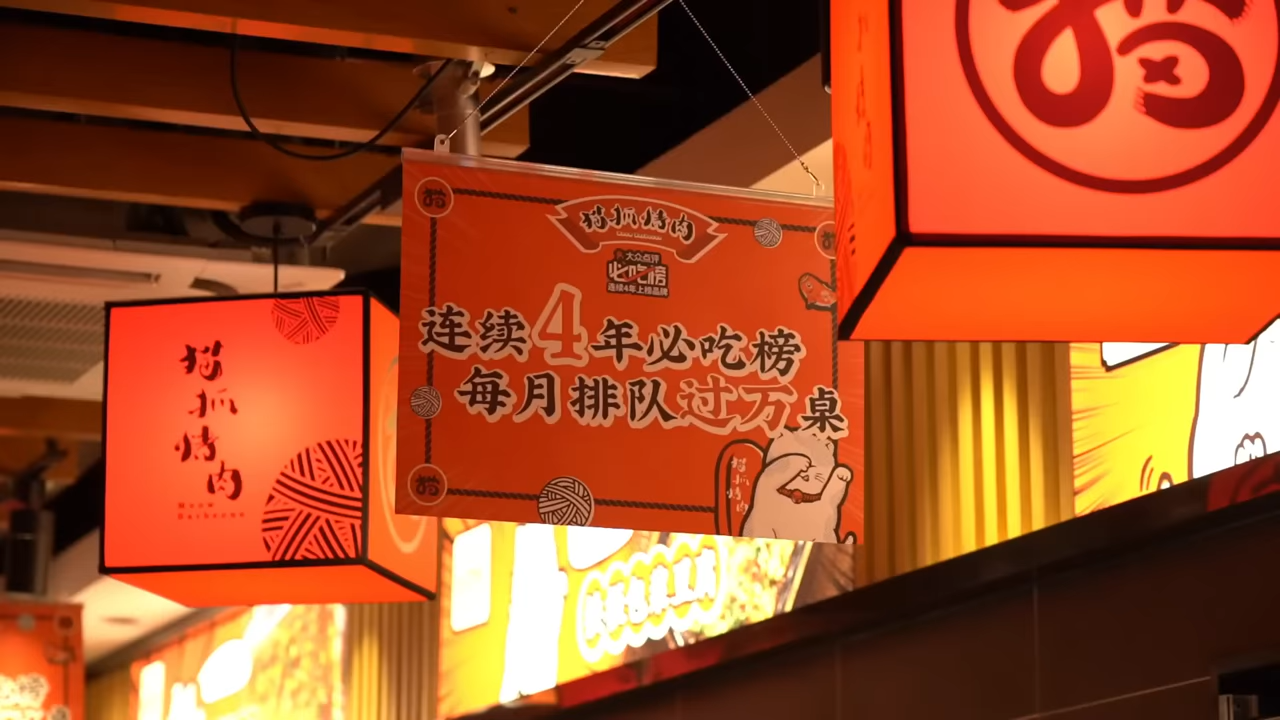 猫
猫抓烤肉
大众点评
必吃榜
连续4年上榜品牌
连续4年必吃榜
每月排队过万桌
猫抓烤肉
猫
抓
烤
肉